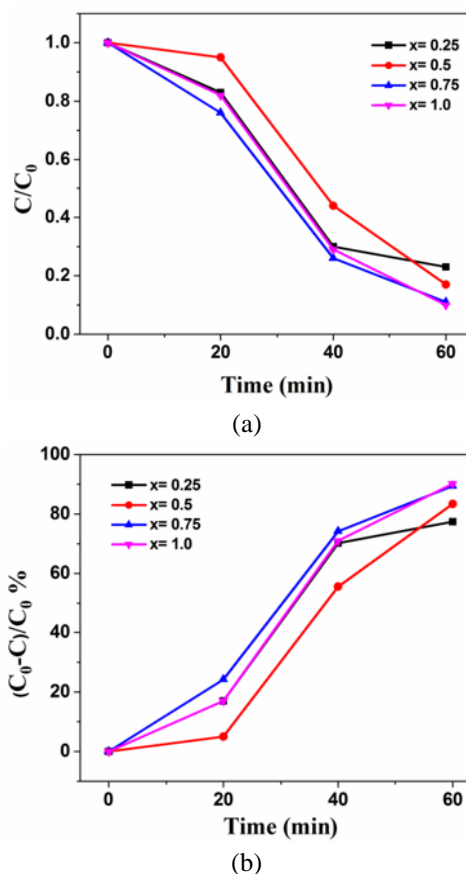 1.0
0.8
0.6
0.4
0.2
0.0
C/C₀
x= 0.25
x= 0.5
x= 0.75
x= 1.0
0 20 40 60
Time (min)
(a)
100
80
60
40
20
0
(C₀-C)/C₀ %
x= 0.25
x= 0.5
x= 0.75
x= 1.0
0 20 40 60
Time (min)
(b)